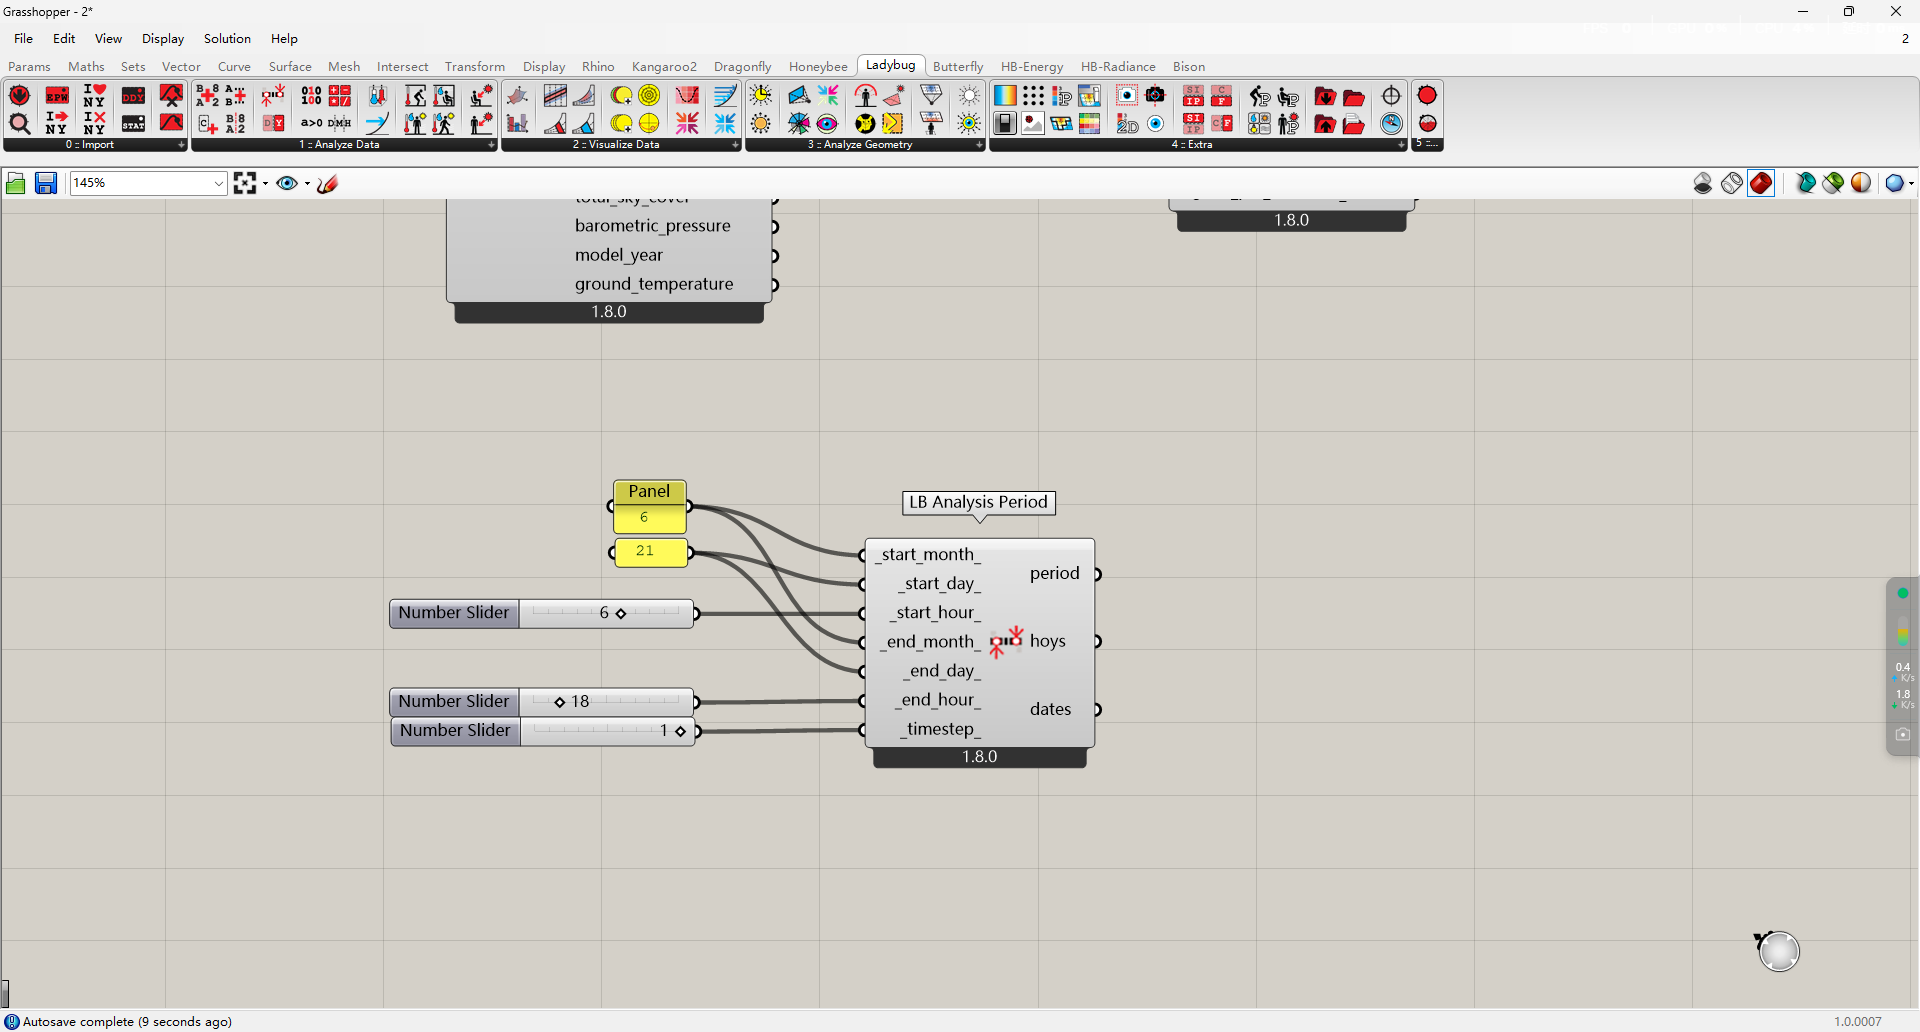 Grasshopper - 2*
File Edit View Display Solution Help 2
Params Maths Sets Vector Curve Surface Mesh Intersect Transform Display Rhino Kangaroo2 Dragonfly Honeybee Ladybug Butterfly HB-Energy HB-Radiance Bison
0 :: Import 1 :: Analyze Data 2 :: Visualize Data 3 :: Analyze Geometry 4 :: Extra 5 ::...
145%
total_sky_cover
barometric_pressure
model_year
ground_temperature
1.8.0
1.8.0
Panel
6
21
LB Analysis Period
_start_month_
_start_day_
_start_hour_
_end_month_
_end_day_
_end_hour_
_timestep_
period
hoys
dates
1.8.0
Number Slider 6
Number Slider 18
Number Slider 1
0.4
K/s
1.8
K/s
Autosave complete (9 seconds ago)
1.0.0007